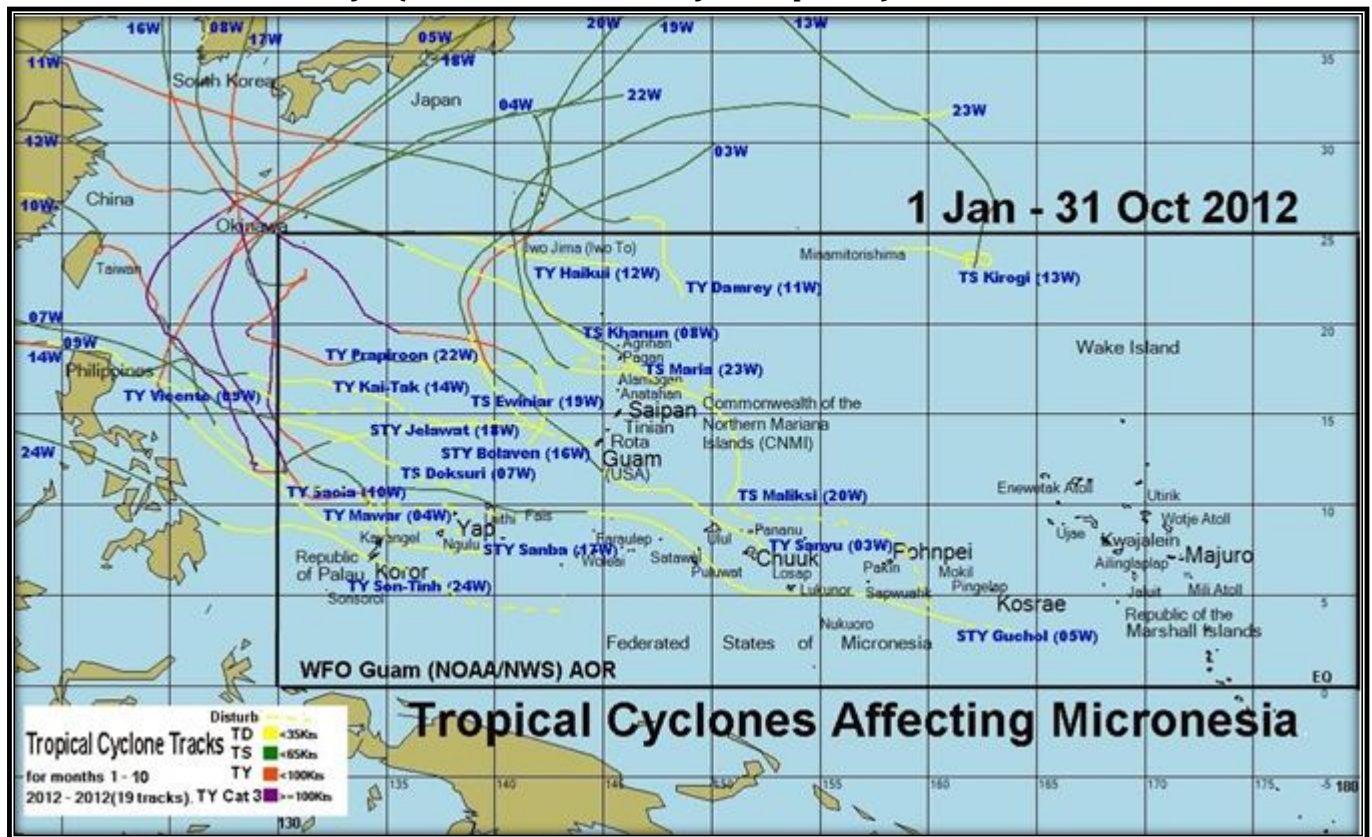 16W
08W
17W
05W
20W
19W
13W
11W
South Korea
18W
35
Japan
04W
22W
23W
12W
03W
30
China
10W
Okinawa
1 Jan - 31 Oct 2012
25
Taiwan
Iwo Jima (Iwo To)
Minamitorishima
TY Haikui (12W)
TY Damrey (11W)
TS Kirogi (13W)
07W
TS Khanun (08W)
20
09W
14W
Agrihan
Wake Island
Philippines
TY Prapiroon (22W)
Pagan
TS Maria (23W)
TY Kai-Tak (14W)
Alamagan
TY Vicente (09W)
TS Ewiniar (19W)
Anatahan
Saipan
Commonwealth of the
Northern Mariana
Islands (CNMI)
15
STY Jelawat (18W)
Tinian
Rota
24W
STY Bolaven (16W)
Guam
(USA)
TS Doksuri (07W)
TY Saola (10W)
TS Maliksi (20W)
Enewetak Atoll
Utirik
TY Mawar (04W)
Yap
Fais
10
Wotje Atoll
Ujae
Kayangel
Ngulu
STY Sanba (17W)
Faraulep
Woleai
Ulul
Pananu
TY Sanyu (03W)
Pohnpei
Kwajalein
Republic
of Palau
Koror
Satawal
Puluwat
Chuuk
Losap
Pakin
Mokil
Ailinglaplap
Majuro
TY Son-Tinh (24W)
Lukunor
Sapwuahk
Pingelap
Jaluit
Mili Atoll
Sonsorol
Kosrae
5
Republic of the
Marshall Islands
Nukuoro
STY Guchol (05W)
Federated States of Micronesia
WFO Guam (NOAA/NWS) AOR
EQ
0
Tropical Cyclones Affecting Micronesia
Disturb
Tropical Cyclone Tracks
TD <35Kts
TS <65Kts
for months 1 - 10
TY <100Kts
2012 - 2012(19 tracks).
TY Cat 3 >=100Kts
130
135
140
145
150
155
160
165
170
175
-5
180